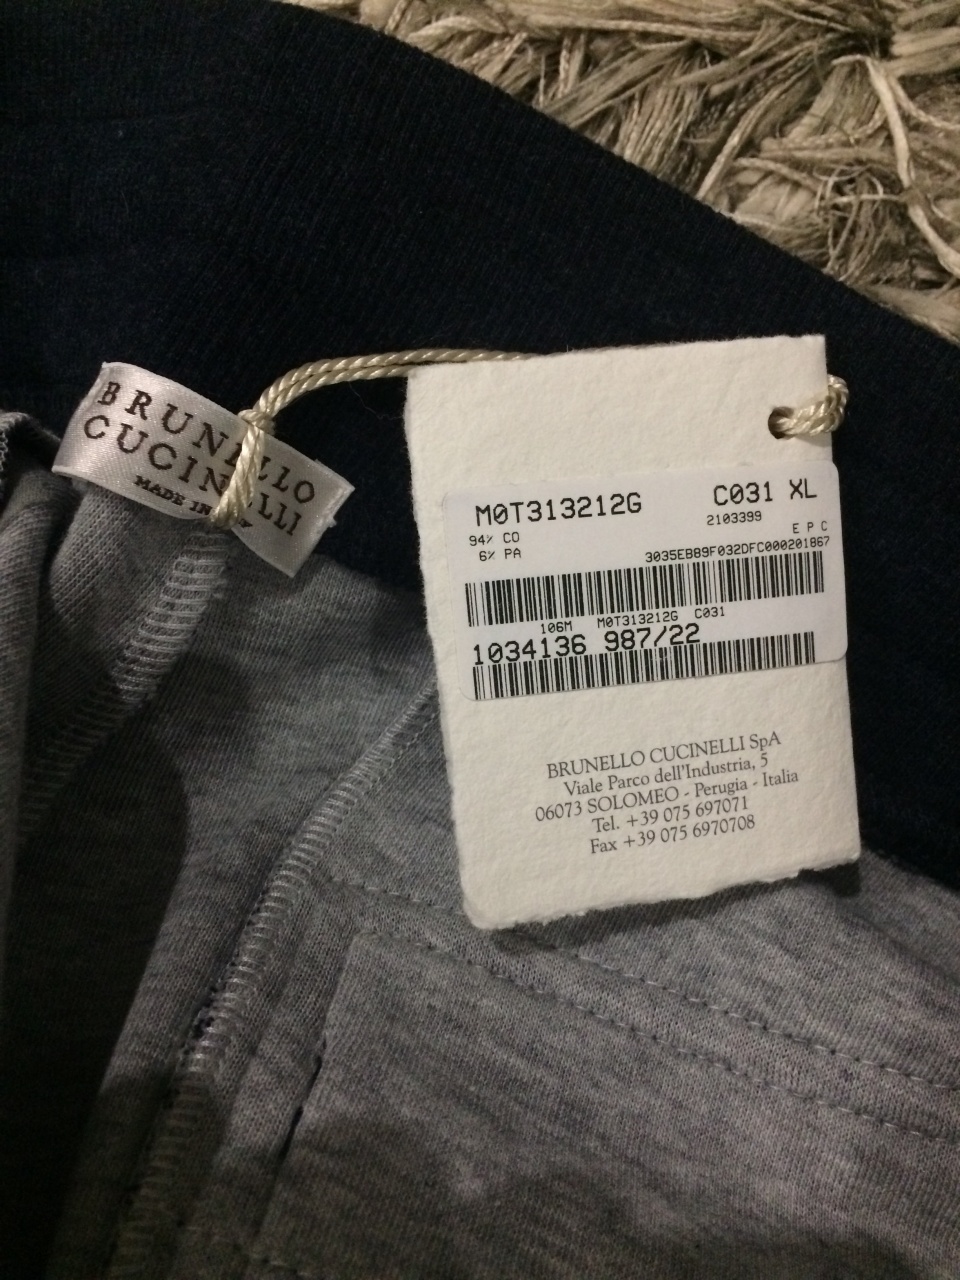 BRUNELLO
CUCINELLI
MADE IN
M0T313212G C031 XL
2103399
94% CO
6% PA
E P C
3035EB89F032DFC000201867
106M M0T313212G C031
1034136 987/22
BRUNELLO CUCINELLI SpA
Viale Parco dell'Industria, 5
06073 SOLOMEO - Perugia - Italia
Tel. +39 075 697071
Fax +39 075 6970708